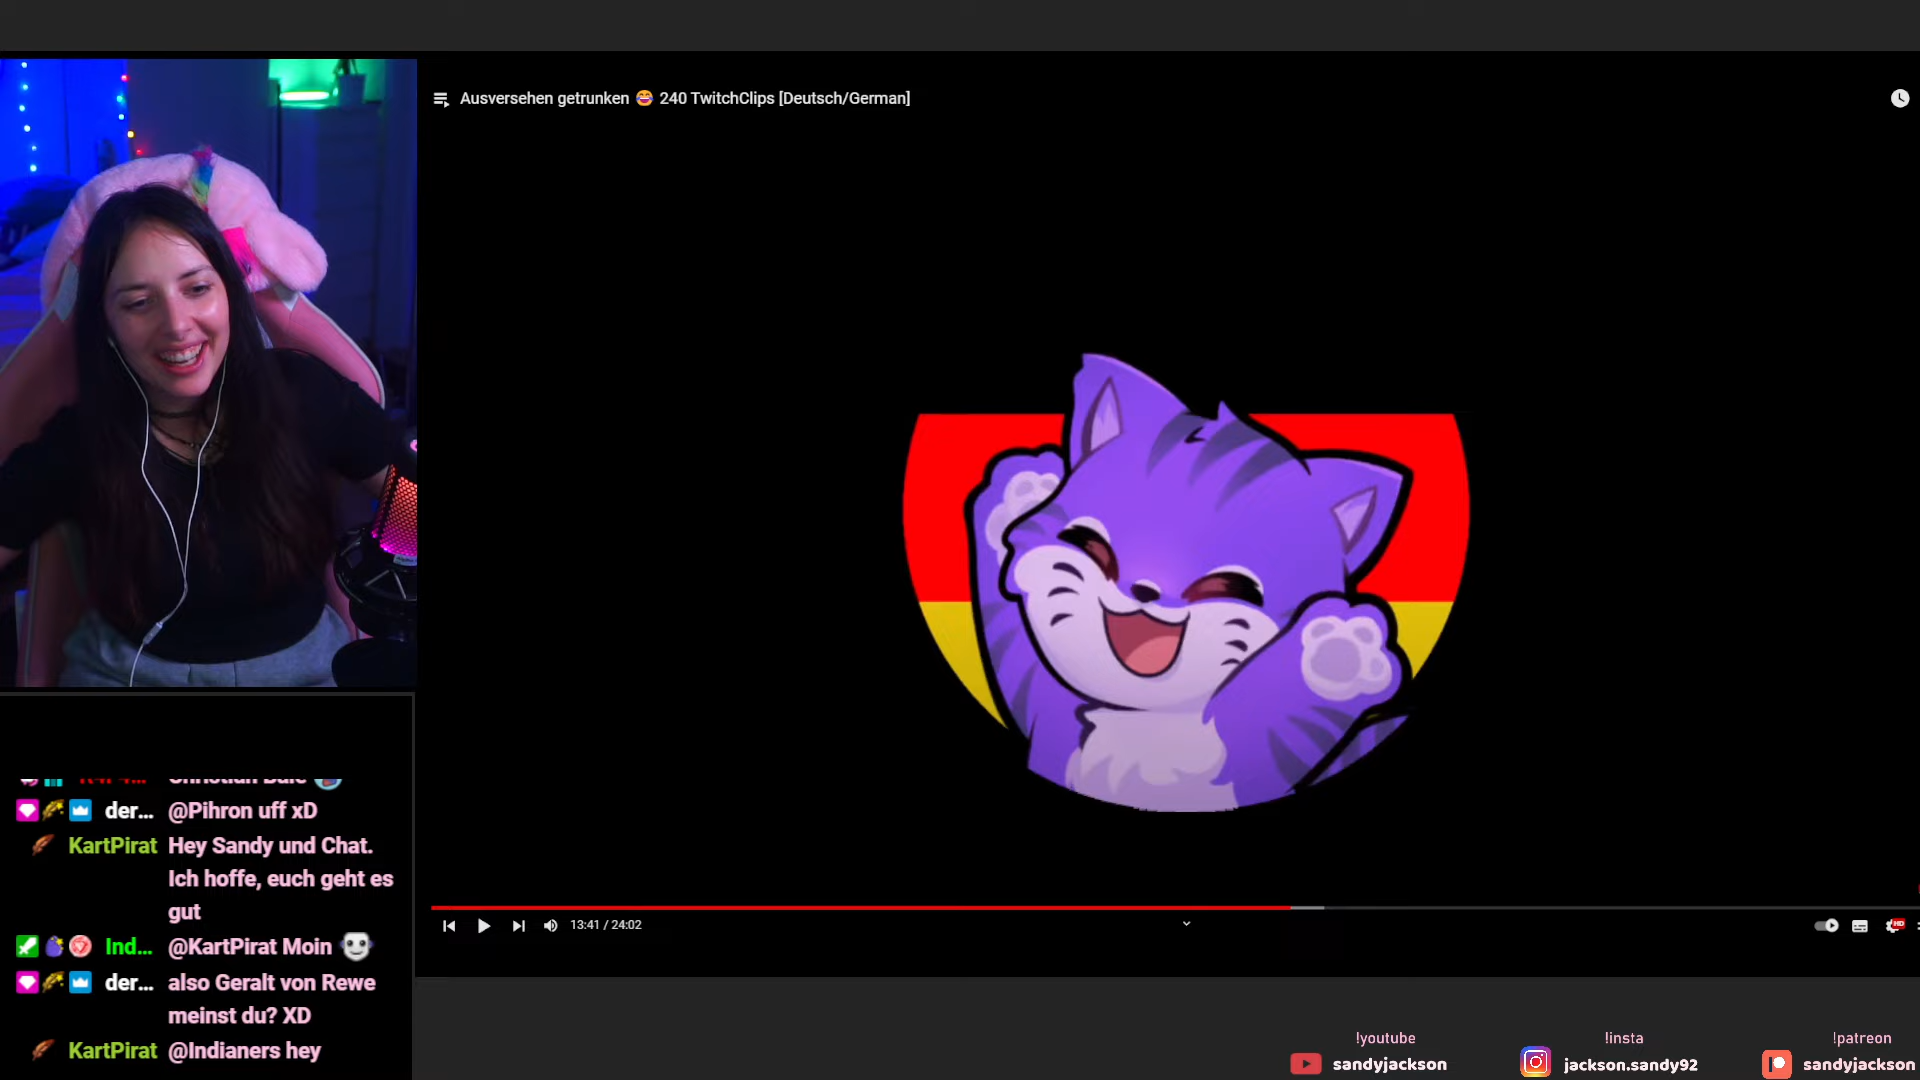 Ausversehen getrunken 😂 240 TwitchClips [Deutsch/German]
der... @Pihron uff xD
KartPirat Hey Sandy und Chat.
Ich hoffe, euch geht es
gut
Ind... @KartPirat Moin
der... also Geralt von Rewe
meinst du? XD
KartPirat @Indianers hey
13:41 / 24:02
HD
!youtube
sandyjackson
!insta
jackson.sandy92
!patreon
sandyjackson